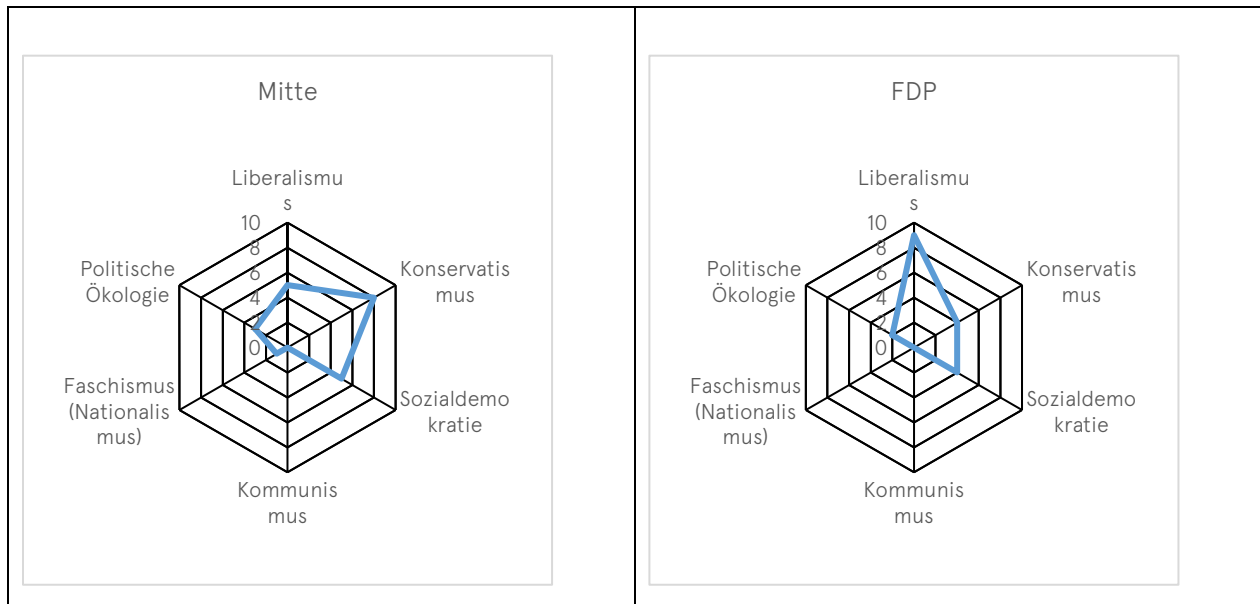 Mitte
Liberalismu
s
10
8
6
4
2
0
Politische
Ökologie
Konservatis
mus
Faschismus
(Nationalis
mus)
Sozialdemo
kratie
Kommunis
mus
FDP
Liberalismu
s
10
8
6
4
2
0
Politische
Ökologie
Konservatis
mus
Faschismus
(Nationalis
mus)
Sozialdemo
kratie
Kommunis
mus